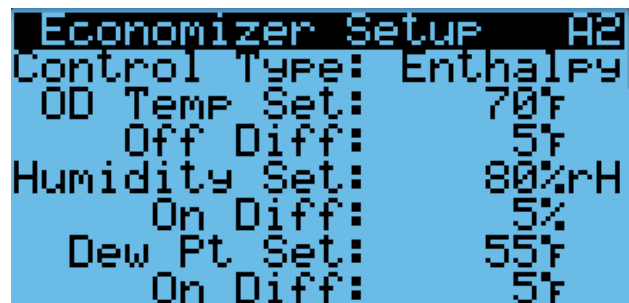 Economizer Setup A2
Control Type: Enthalpy
OD Temp Set: 70°F
Off Diff: 5°F
Humidity Set: 80%rH
On Diff: 5%
Dew Pt Set: 55°F
On Diff: 5°F